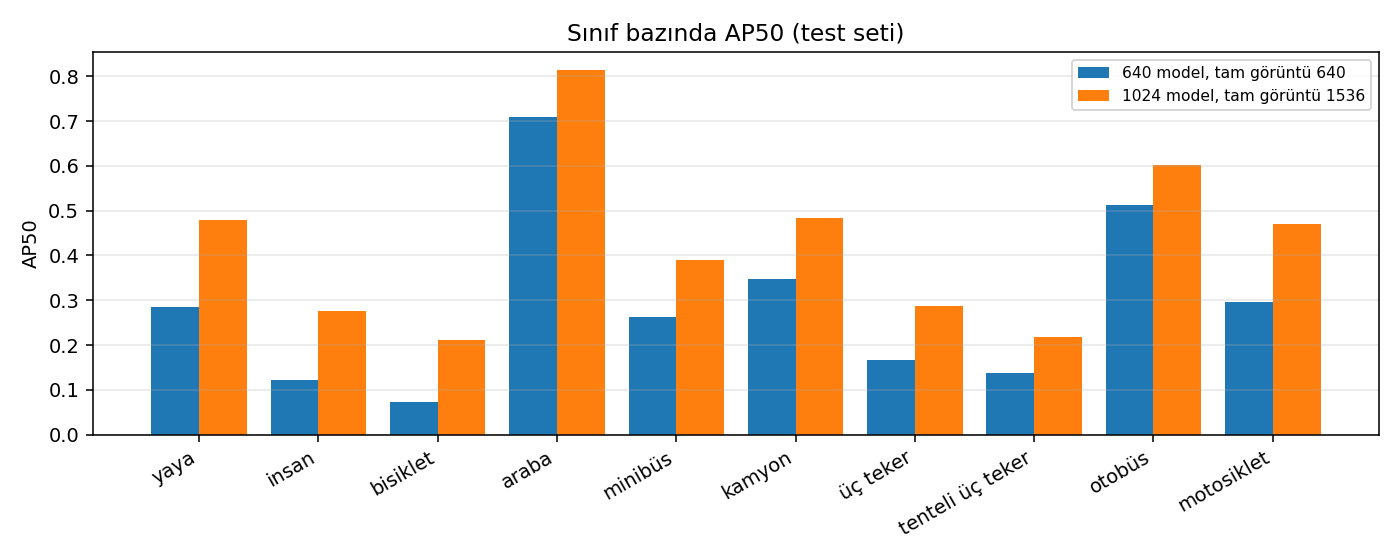 Sınıf bazında AP50 (test seti)
640 model, tam görüntü 640
1024 model, tam görüntü 1536
AP50
0.8
0.7
0.6
0.5
0.4
0.3
0.2
0.1
0.0
yaya
insan
bisiklet
araba
minibüs
kamyon
üç teker
tenteli üç teker
otobüs
motosiklet